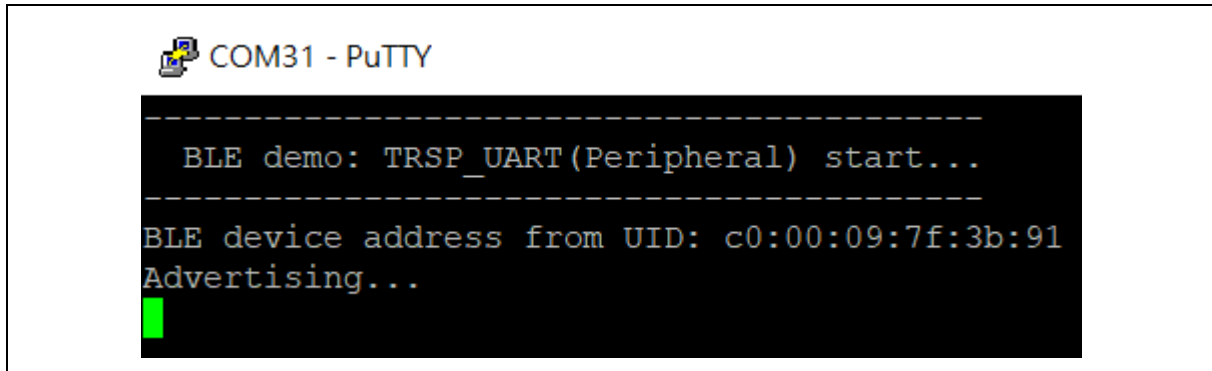 COM31 - PuTTY
------------------------------------------
BLE demo: TRSP_UART(Peripheral) start...
------------------------------------------
BLE device address from UID: c0:00:09:7f:3b:91
Advertising...